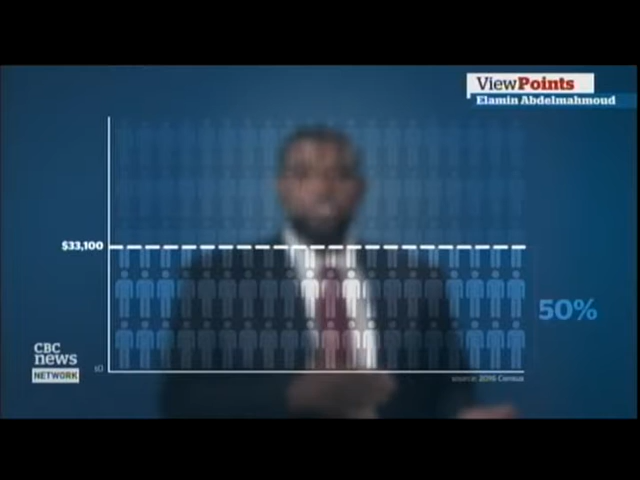 ViewPoints
Elamin Abdelmahmoud
$33,100
50%
CBC
news
NETWORK
$0
source: 2016 Census